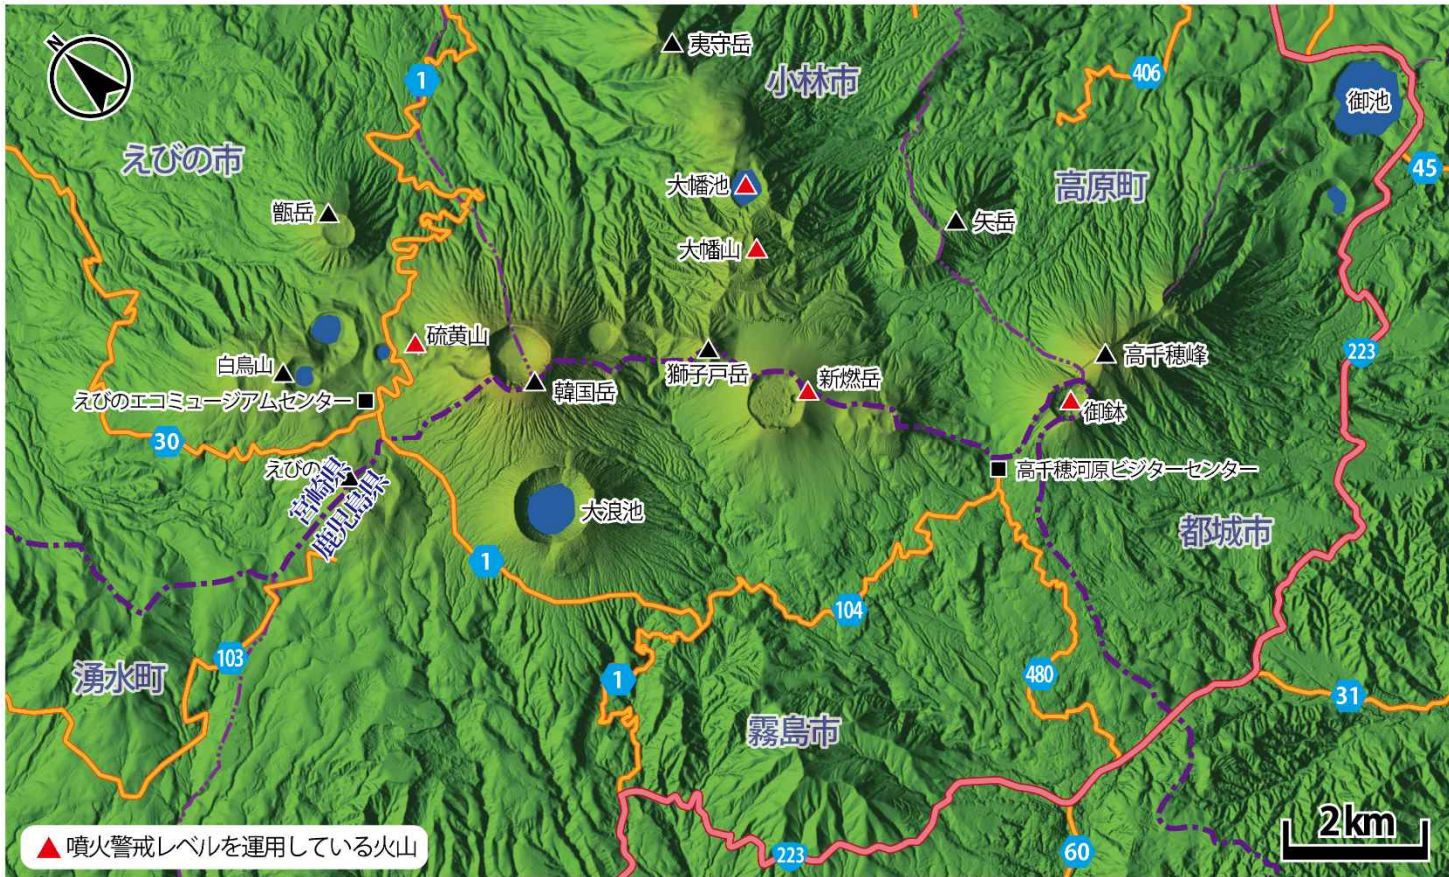 N
夷守岳
1
小林市
406
御池
えびの市
大幡池
高原町
45
甑岳
矢岳
大幡山
硫黄山
223
白鳥山
韓国岳
獅子戸岳
新燃岳
高千穂峰
えびのエコミュージアムセンター
御鉢
30
えびの
宮崎県
鹿児島県
高千穂河原ビジターセンター
大浪池
都城市
1
104
103
湧水町
1
480
31
霧島市
2km
噴火警戒レベルを運用している火山
223
60